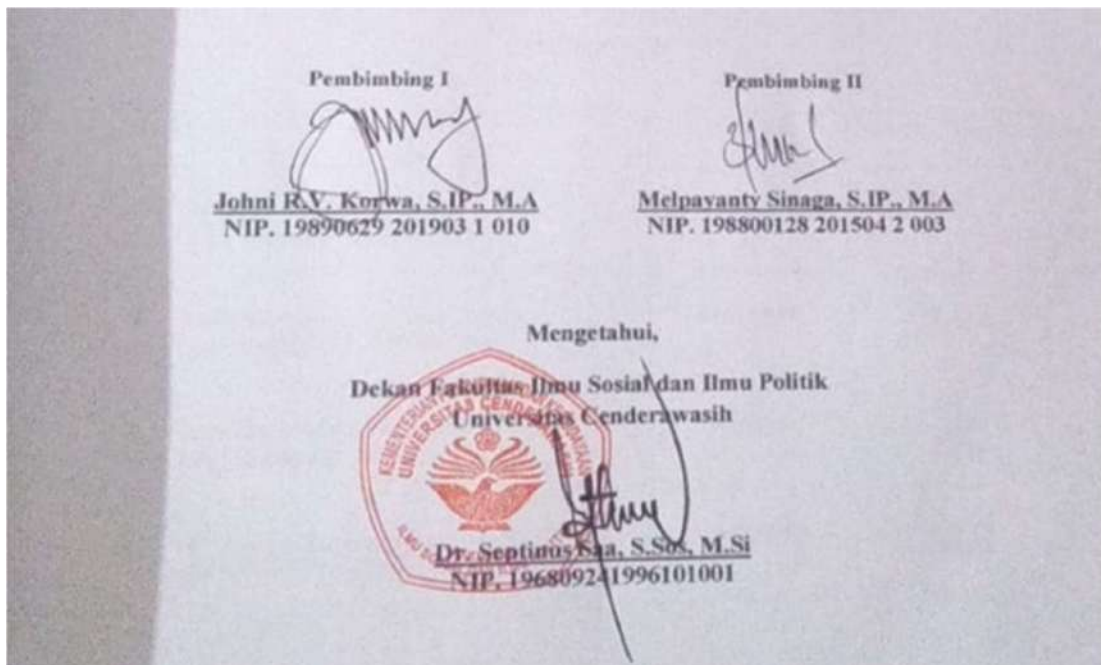 Pembimbing I
Pembimbing II
Johni R.V. Korwa, S.IP., M.A
NIP. 19890629 201903 1 010
Melpayanty Sinaga, S.IP., M.A
NIP. 198800128 201504 2 003
Mengetahui,
Dekan Fakultas Ilmu Sosial dan Ilmu Politik
Universitas Cenderawasih
UNIVERSITAS
Dr. Septinus Saa, S.Sos, M.Si
NIP. 196809241996101001